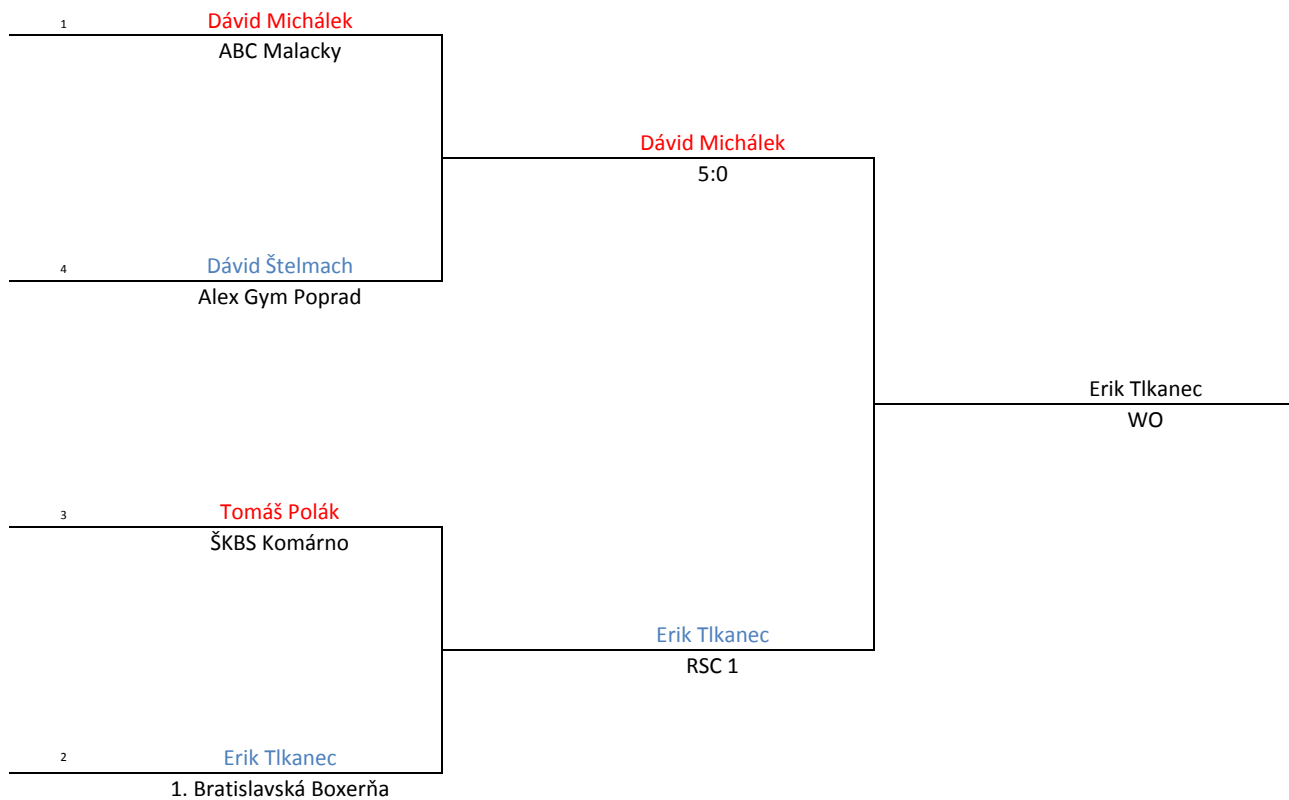 1 Dávid Michálek
ABC Malacky
Dávid Michálek
5:0
4 Dávid Štelmach
Alex Gym Poprad
Erik Tlkanec
WO
3 Tomáš Polák
ŠKBS Komárno
Erik Tlkanec
RSC 1
2 Erik Tlkanec
1. Bratislavská Boxerňa